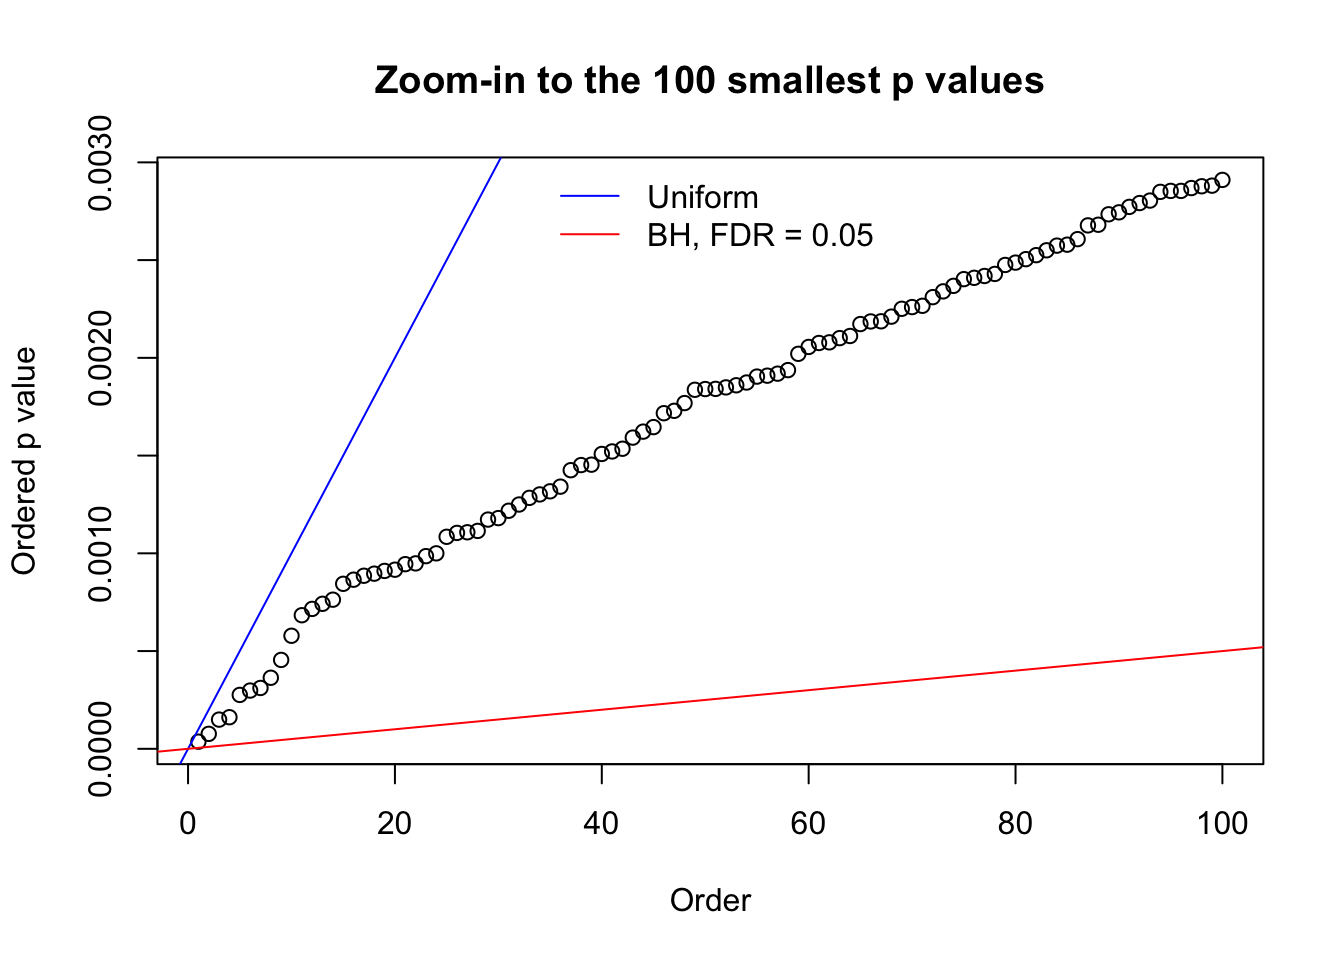 Zoom-in to the 100 smallest p values
Uniform
BH, FDR = 0.05
Ordered p value
0.0030
0.0020
0.0010
0.0000
0 20 40 60 80 100
Order